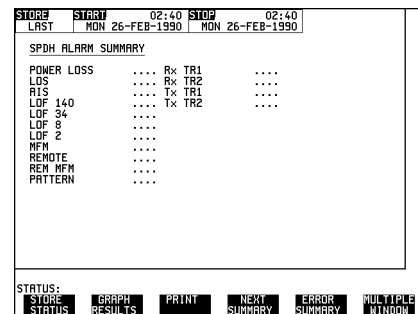 STORE START 02:40 STOP 02:40
LAST MON 26-FEB-1990 MON 26-FEB-1990
SPDH ALARM SUMMARY
POWER LOSS .... Rx TR1 ....
LOS .... Rx TR2 ....
AIS .... Tx TR1 ....
LOF 140 .... Tx TR2 ....
LOF 34 ....
LOF 8 ....
LOF 2 ....
MFM ....
REMOTE ....
REM MFM ....
PATTERN ....
STATUS:
STORE GRAPH PRINT NEXT ERROR MULTIPLE
STATUS RESULTS SUMMARY SUMMARY WINDOW